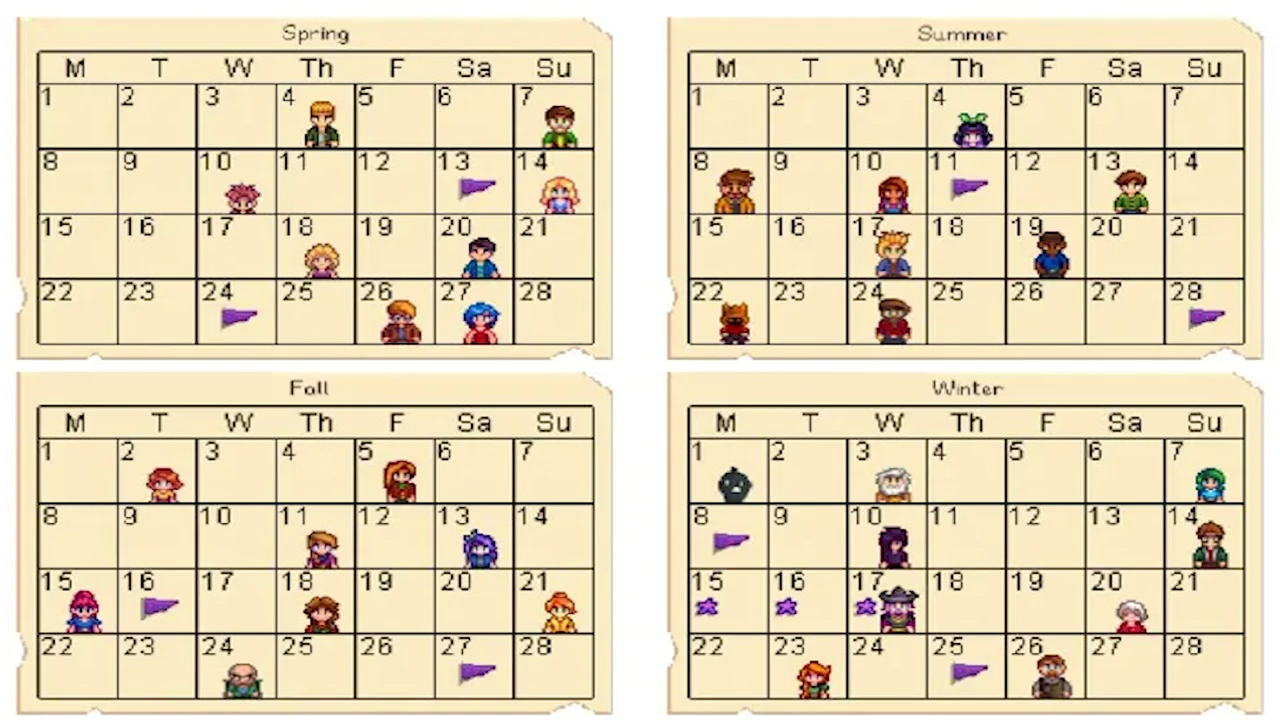 Spring
M T W Th F Sa Su
1 2 3 4 5 6 7
8 9 10 11 12 13 14
15 16 17 18 19 20 21
22 23 24 25 26 27 28
Summer
M T W Th F Sa Su
1 2 3 4 5 6 7
8 9 10 11 12 13 14
15 16 17 18 19 20 21
22 23 24 25 26 27 28
Fall
M T W Th F Sa Su
1 2 3 4 5 6 7
8 9 10 11 12 13 14
15 16 17 18 19 20 21
22 23 24 25 26 27 28
Winter
M T W Th F Sa Su
1 2 3 4 5 6 7
8 9 10 11 12 13 14
15 16 17 18 19 20 21
22 23 24 25 26 27 28